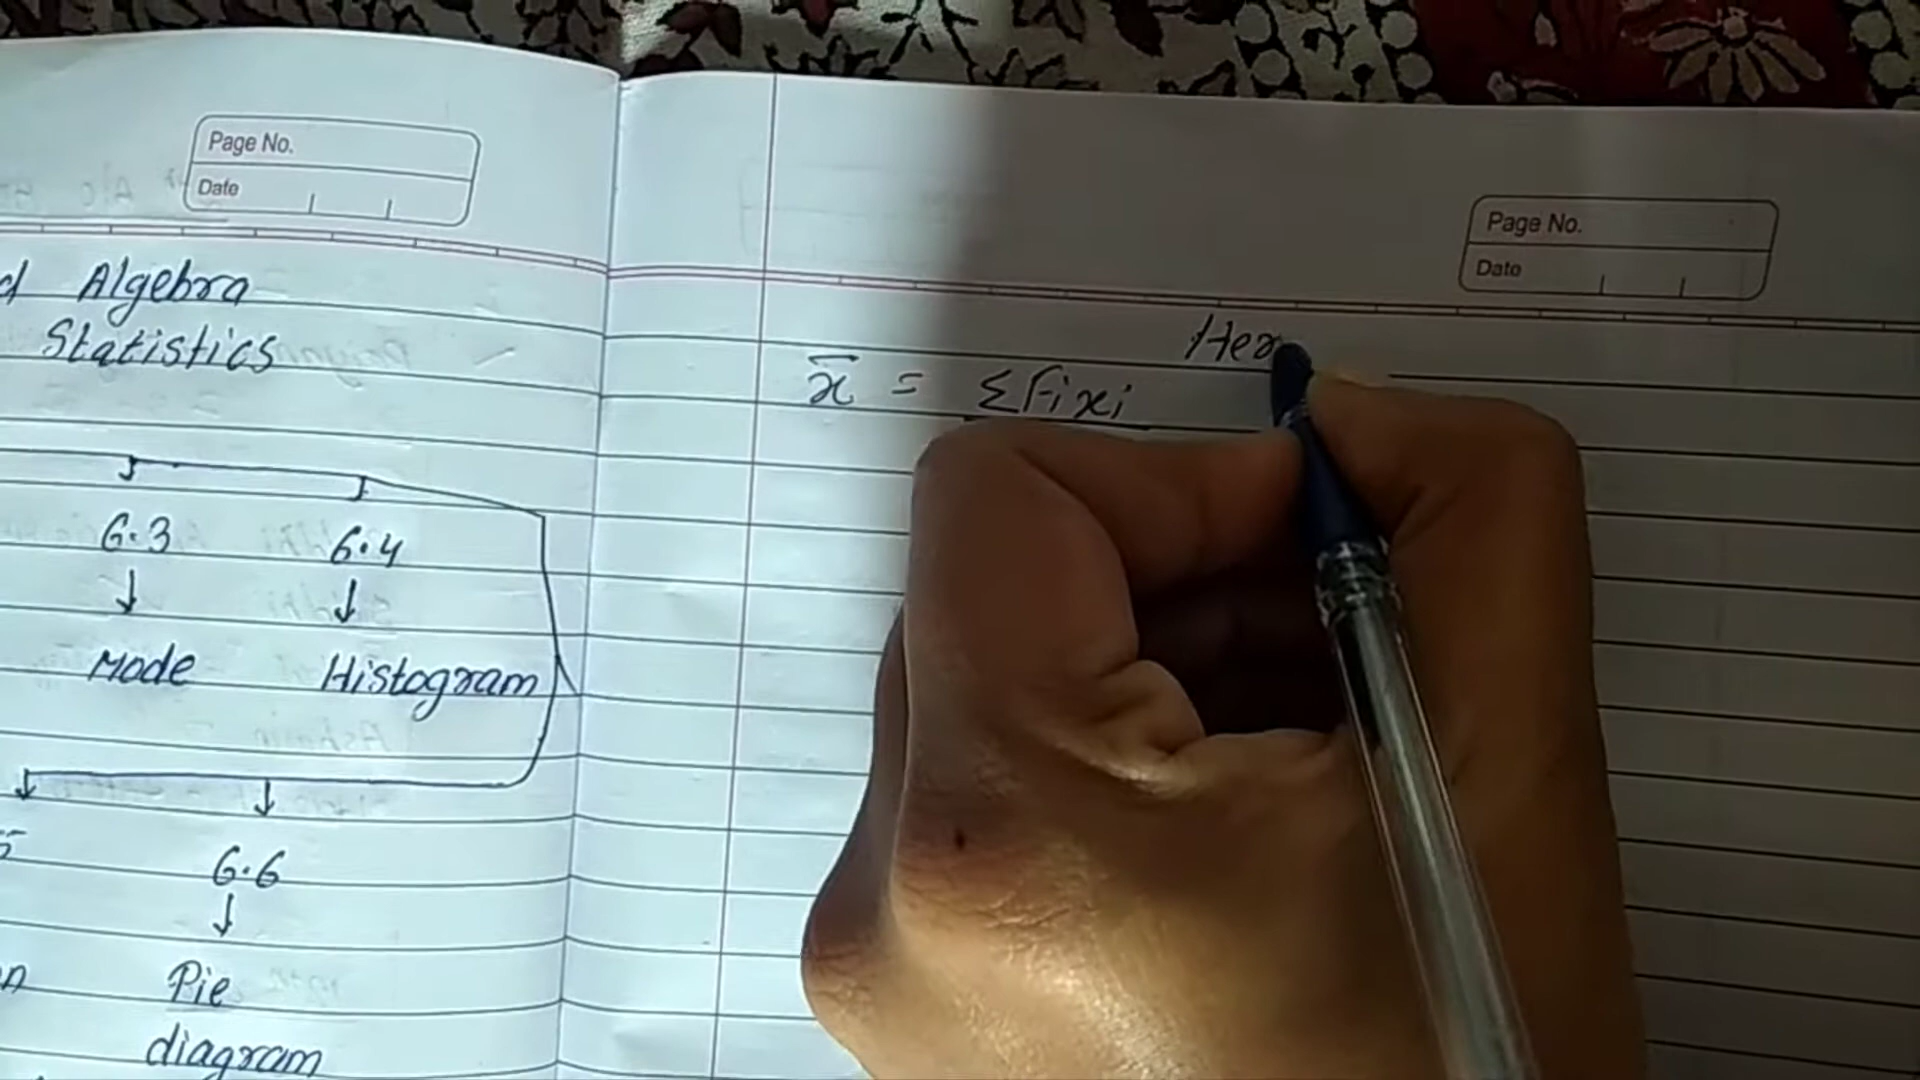 Page No.
Date
d Algebra
Statistics
6.3 6.4
Mode Histogram
6.6
Pie
diagram
Page No.
Date
Her
x̄ = ΣFixi